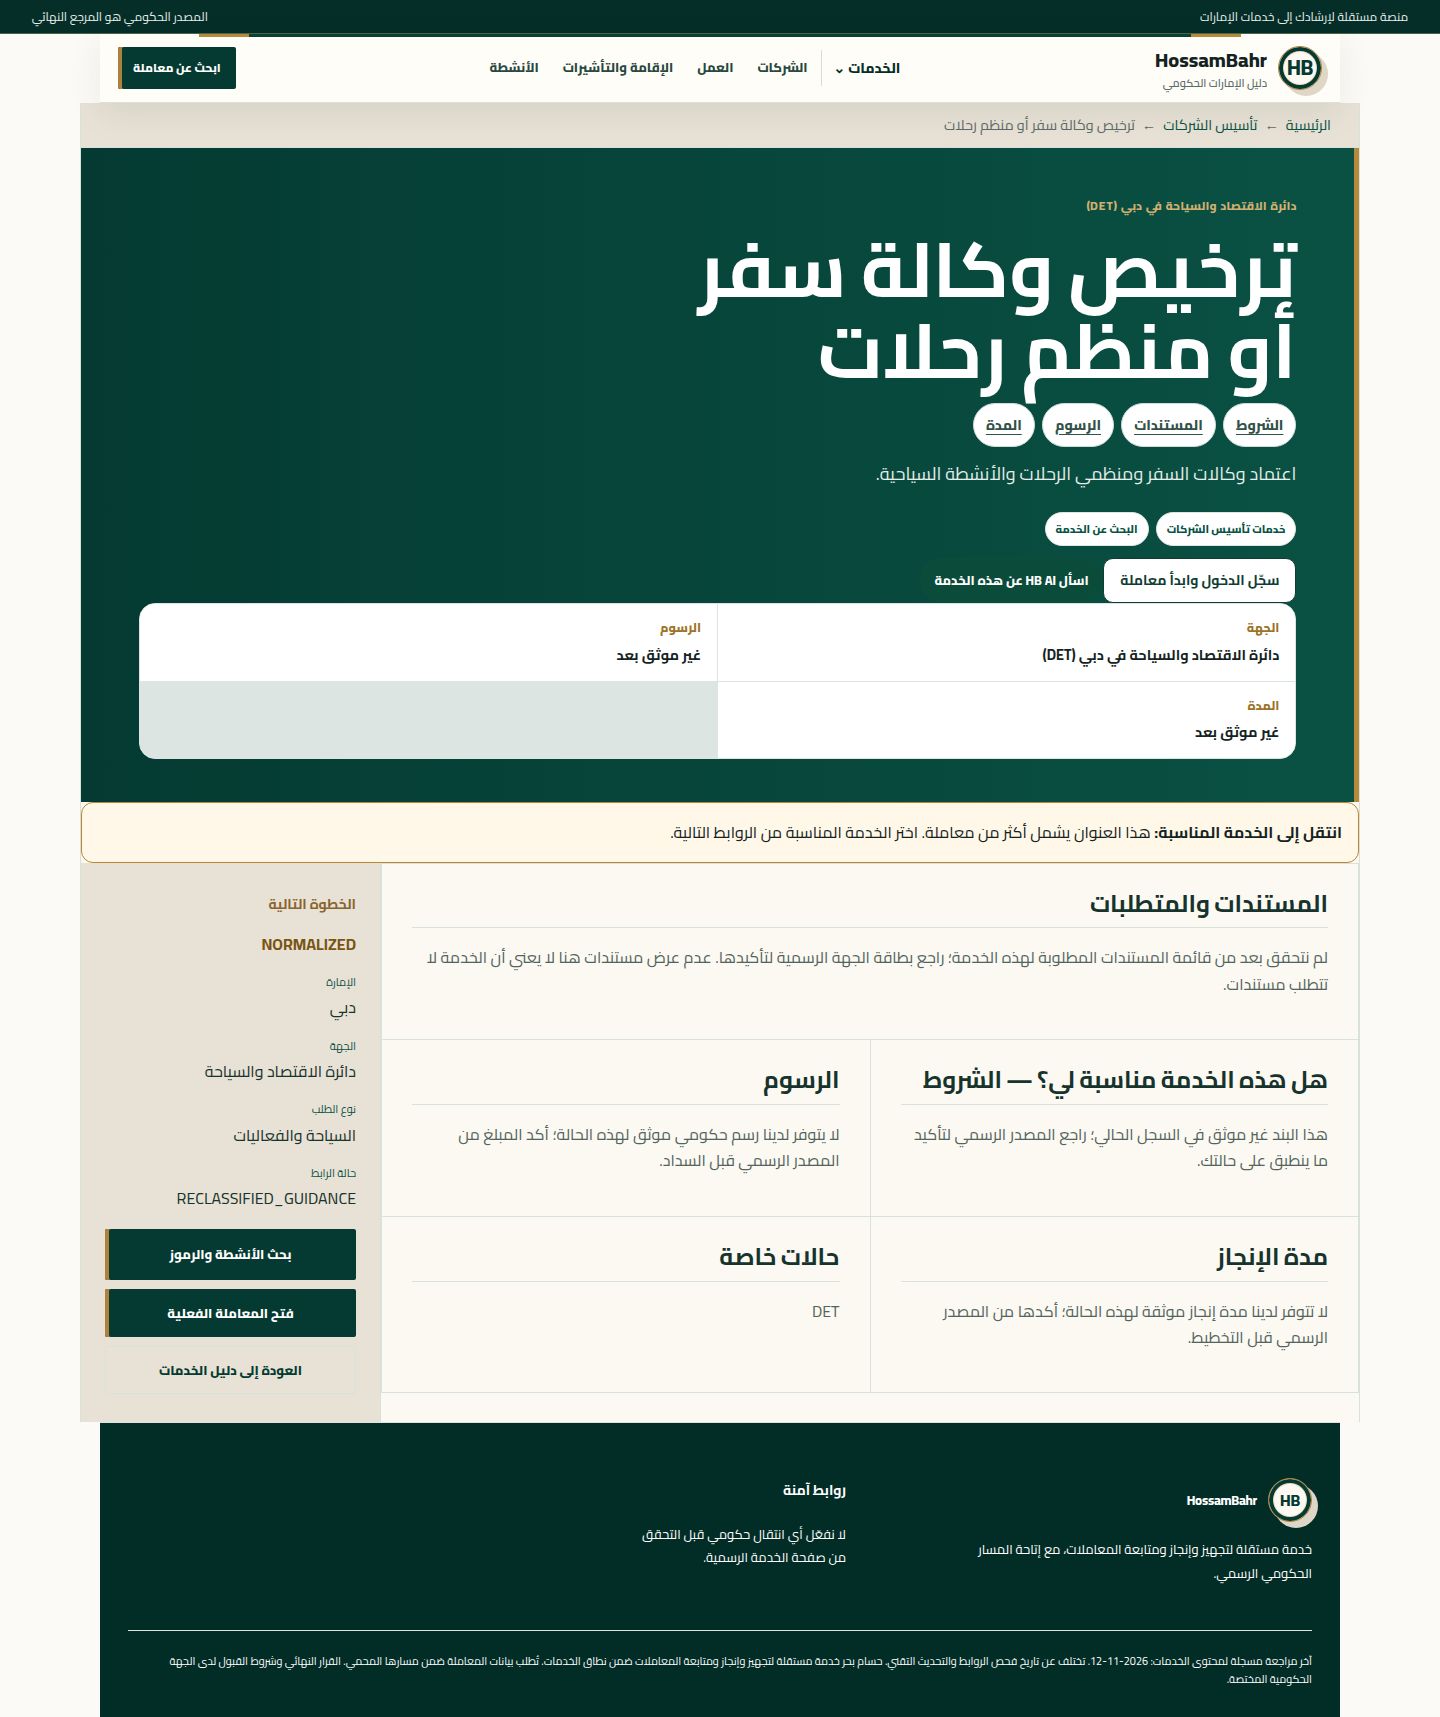 منصة مستقلة لإرشادك إلى خدمات الإمارات
المصدر الحكومي هو المرجع النهائي
HB
HossamBahr
دليل الإمارات الحكومي
الخدمات
الشركات
العمل
الإقامة والتأشيرات
الأنشطة
ابحث عن معاملة
الرئيسية ← تأسيس الشركات ← ترخيص وكالة سفر أو منظم رحلات
دائرة الاقتصاد والسياحة في دبي (DET)
ترخيص وكالة سفر
أو منظم رحلات
الشروط
المستندات
الرسوم
المدة
اعتماد وكالات السفر ومنظمي الرحلات والأنشطة السياحية.
خدمات تأسيس الشركات
البحث عن الخدمة
سجّل الدخول وابدأ معاملة
اسأل HB AI عن هذه الخدمة
الجهة
دائرة الاقتصاد والسياحة في دبي (DET)
الرسوم
غير موثق بعد
المدة
غير موثق بعد
انتقل إلى الخدمة المناسبة: هذا العنوان يشمل أكثر من معاملة. اختر الخدمة المناسبة من الروابط التالية.
المستندات والمتطلبات
لم نتحقق بعد من قائمة المستندات المطلوبة لهذه الخدمة؛ راجع بطاقة الجهة الرسمية لتأكيدها. عدم عرض مستندات هنا لا يعني أن الخدمة لا
تتطلب مستندات.
هل هذه الخدمة مناسبة لي؟ — الشروط
هذا البند غير موثق في السجل الحالي؛ راجع المصدر الرسمي لتأكيد
ما ينطبق على حالتك.
الرسوم
لا يتوفر لدينا رسم حكومي موثق لهذه الحالة؛ أكد المبلغ من
المصدر الرسمي قبل السداد.
مدة الإنجاز
لا تتوفر لدينا مدة إنجاز موثقة لهذه الحالة؛ أكدها من المصدر
الرسمي قبل التخطيط.
حالات خاصة
DET
الخطوة التالية
NORMALIZED
الإمارة
دبي
الجهة
دائرة الاقتصاد والسياحة
نوع الطلب
السياحة والفعاليات
حالة الرابط
RECLASSIFIED_GUIDANCE
بحث الأنشطة والرموز
فتح المعاملة الفعلية
العودة إلى دليل الخدمات
HB
HossamBahr
خدمة مستقلة لتجهيز وإنجاز ومتابعة المعاملات، مع إتاحة المسار
الحكومي الرسمي.
روابط آمنة
لا نفعّل أي انتقال حكومي قبل التحقق
من صفحة الخدمة الرسمية.
آخر مراجعة مسجلة لمحتوى الخدمات: 2026-11-12. تختلف عن تاريخ فحص الروابط والتحديث التقني. حسام بحر خدمة مستقلة لتجهيز وإنجاز ومتابعة المعاملات ضمن نطاق الخدمات. تُطلب بيانات المعاملة ضمن مسارها المحمي. القرار النهائي وشروط القبول لدى الجهة
الحكومية المختصة.